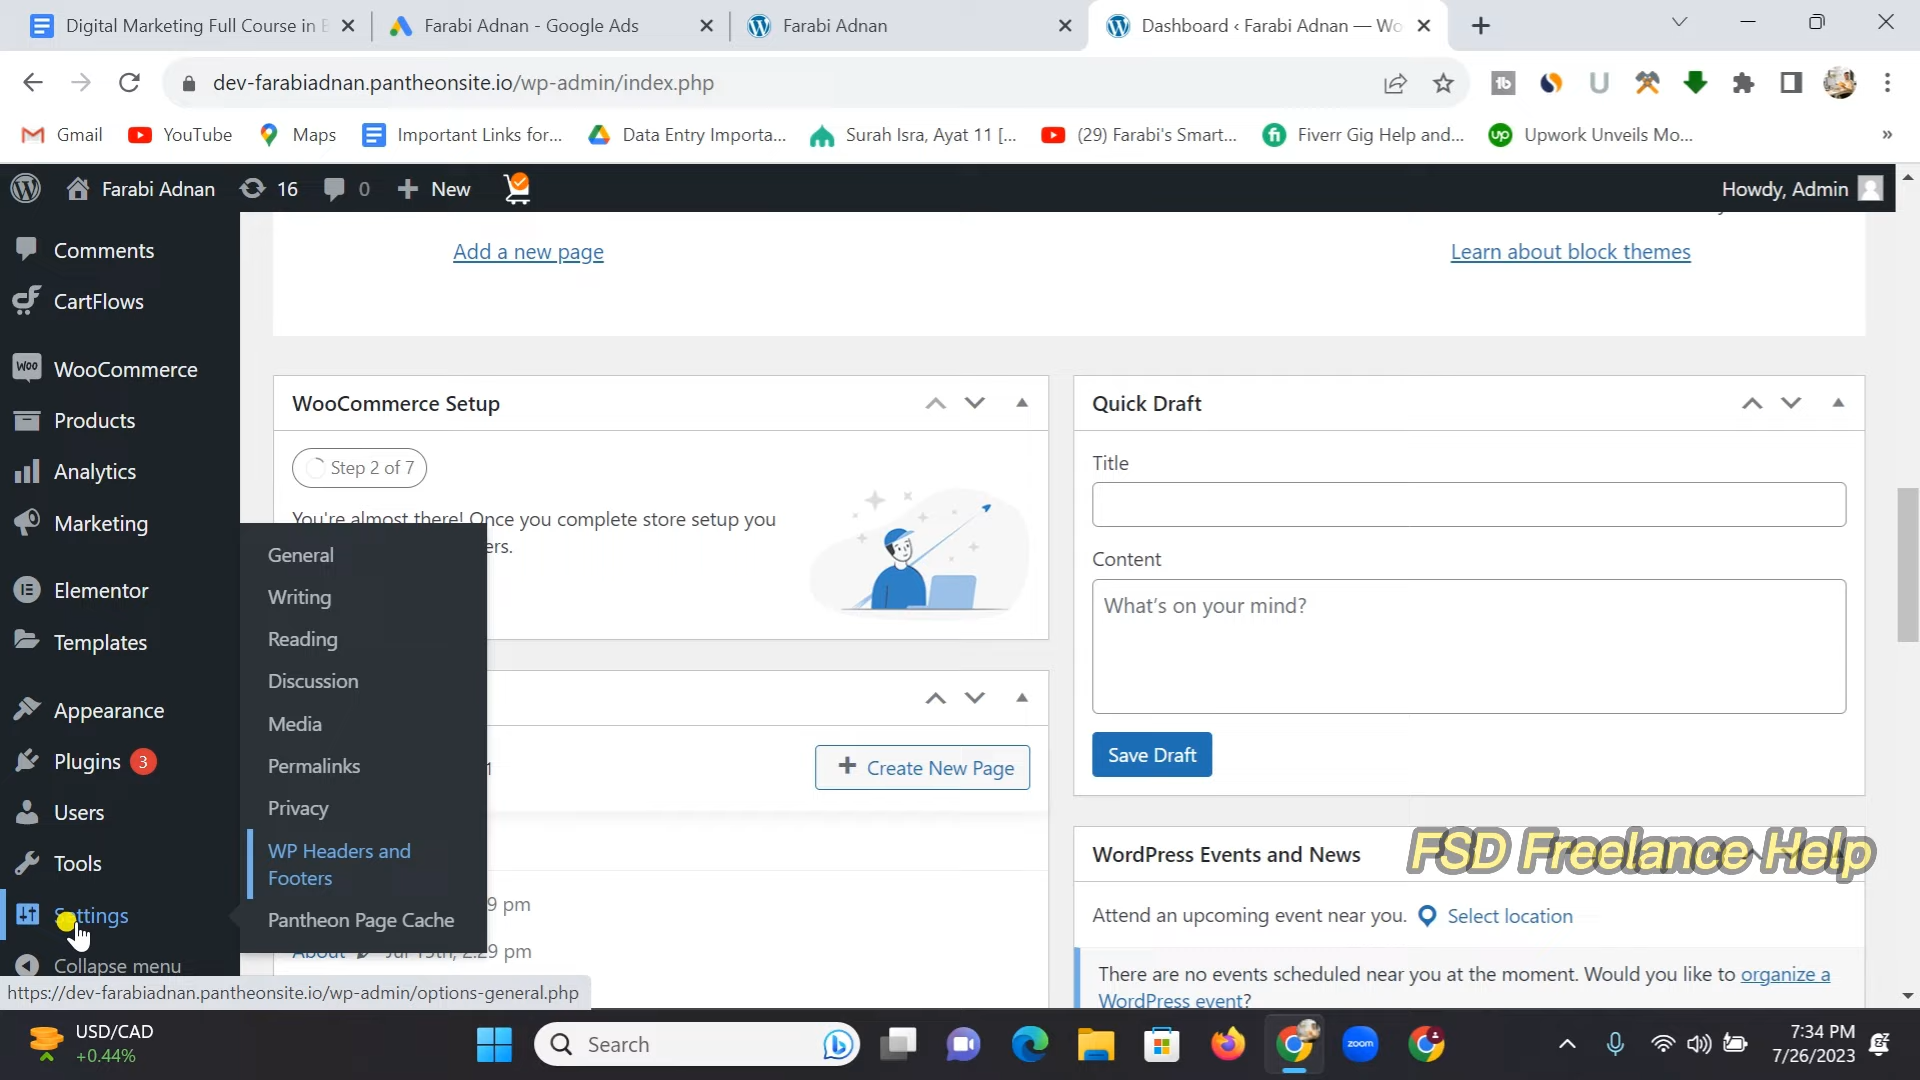 Digital Marketing Full Course in
Farabi Adnan - Google Ads
Farabi Adnan
Dashboard ‹ Farabi Adnan — Wo
dev-farabiadnan.pantheonsite.io/wp-admin/index.php
Gmail
YouTube
Maps
Important Links for...
Data Entry Importa...
Surah Isra, Ayat 11 [...
(29) Farabi's Smart...
Fiverr Gig Help and...
Upwork Unveils Mo...
»
Farabi Adnan
16
0
New
Howdy, Admin
Comments
CartFlows
WooCommerce
Products
Analytics
Marketing
Elementor
Templates
Appearance
Plugins 3
Users
Tools
Settings
Collapse menu
General
Writing
Reading
Discussion
Media
Permalinks
Privacy
WP Headers and
Footers
Pantheon Page Cache
Add a new page
Learn about block themes
WooCommerce Setup
Step 2 of 7
You're almost there! Once you complete store setup you
ers.
Create New Page
9 pm
About
Jul 15th, 2:29 pm
Quick Draft
Title
Content
What's on your mind?
Save Draft
WordPress Events and News
FSD Freelance Help
Attend an upcoming event near you.
Select location
There are no events scheduled near you at the moment. Would you like to organize a
WordPress event?
https://dev-farabiadnan.pantheonsite.io/wp-admin/options-general.php
USD/CAD
+0.44%
Search
zoom
7:34 PM
7/26/2023